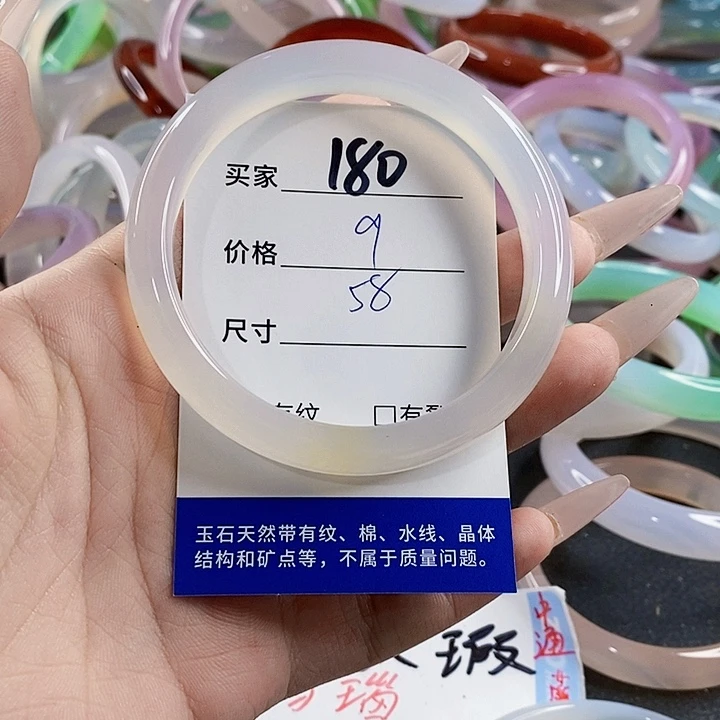 买家 180
价格 9
58
尺寸
有纹 □有裂
玉石天然带有纹、棉、水线、晶体
结构和矿点等，不属于质量问题。
中通
瑙